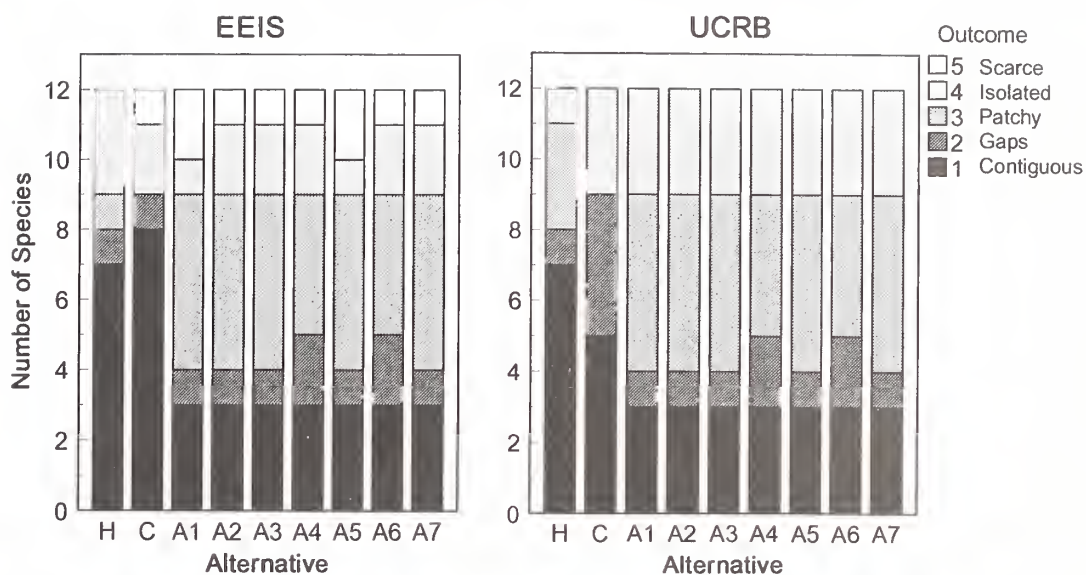 EEIS
Number of Species
12
10
8
6
4
2
0
H C A1 A2 A3 A4 A5 A6 A7
Alternative
UCRB
12
10
8
6
4
2
0
H C A1 A2 A3 A4 A5 A6 A7
Alternative
Outcome
5 Scarce
4 Isolated
3 Patchy
2 Gaps
1 Contiguous